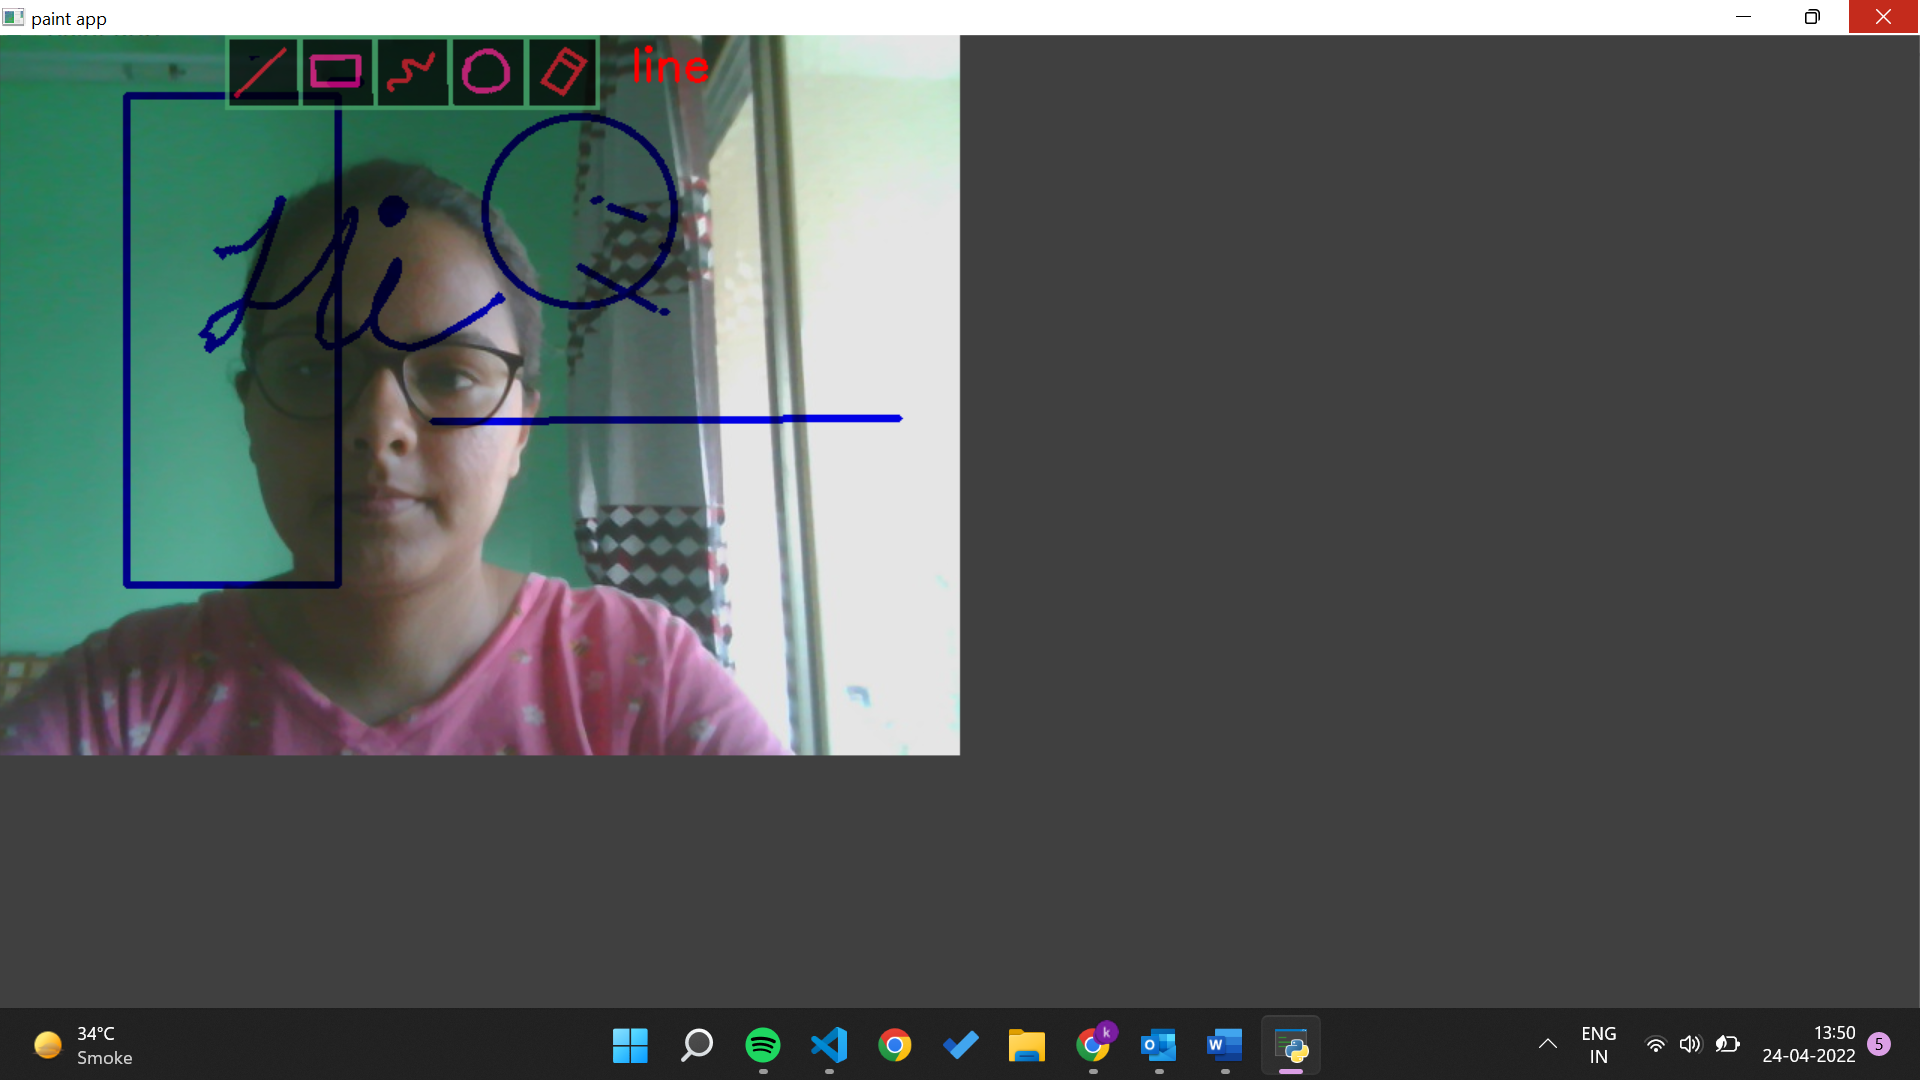 paint app
line
Hi
34°C
Smoke
k
ENG
IN
13:50
24-04-2022
5